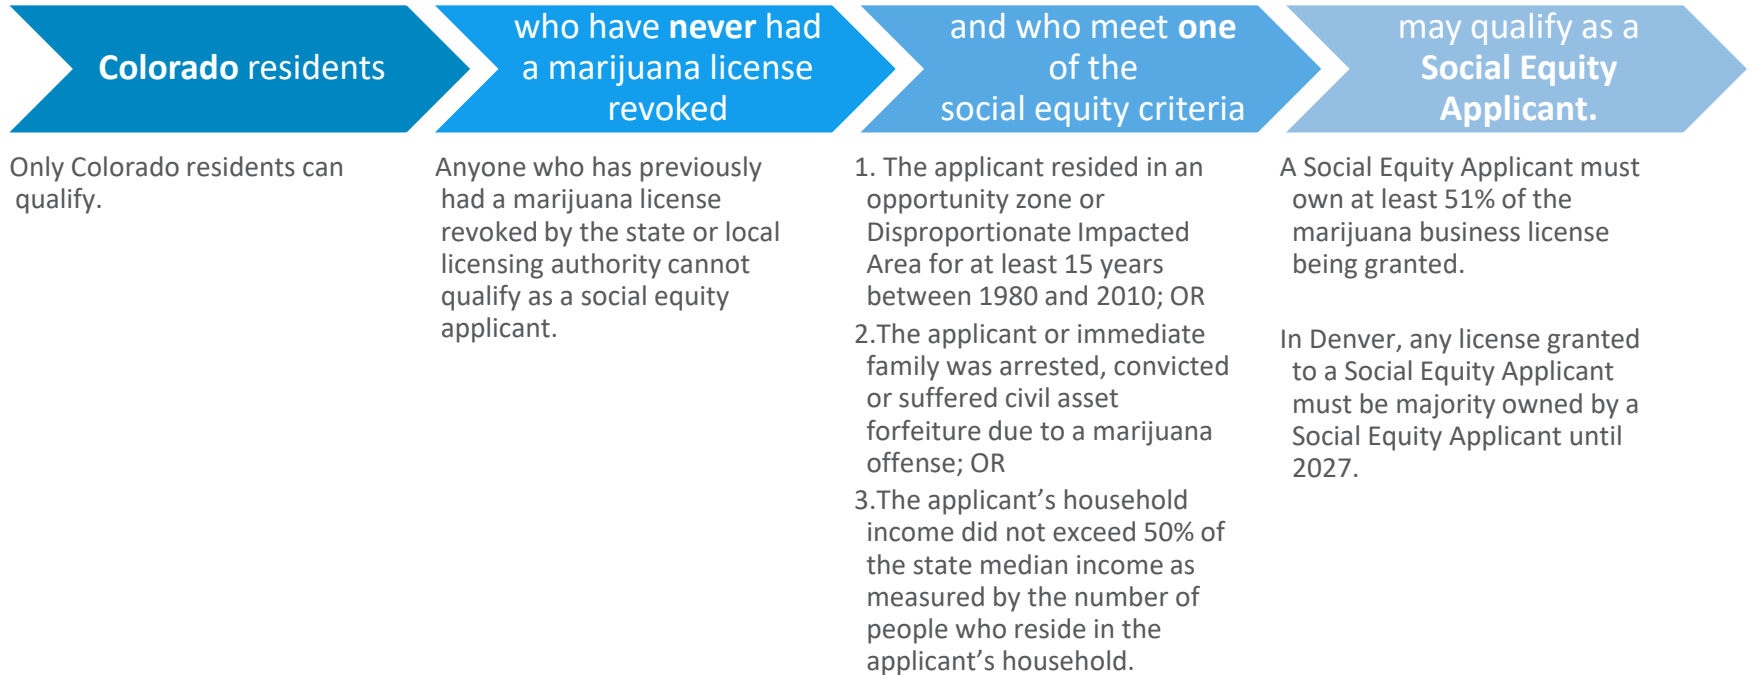 Colorado residents
who have never had
a marijuana license
revoked
and who meet one
of the
social equity criteria
may qualify as a
Social Equity
Applicant.
Only Colorado residents can
qualify.
Anyone who has previously
had a marijuana license
revoked by the state or local
licensing authority cannot
qualify as a social equity
applicant.
1. The applicant resided in an
opportunity zone or
Disproportionate Impacted
Area for at least 15 years
between 1980 and 2010; OR
2.The applicant or immediate
family was arrested, convicted
or suffered civil asset
forfeiture due to a marijuana
offense; OR
3.The applicant’s household
income did not exceed 50% of
the state median income as
measured by the number of
people who reside in the
applicant’s household.
A Social Equity Applicant must
own at least 51% of the
marijuana business license
being granted.
In Denver, any license granted
to a Social Equity Applicant
must be majority owned by a
Social Equity Applicant until
2027.